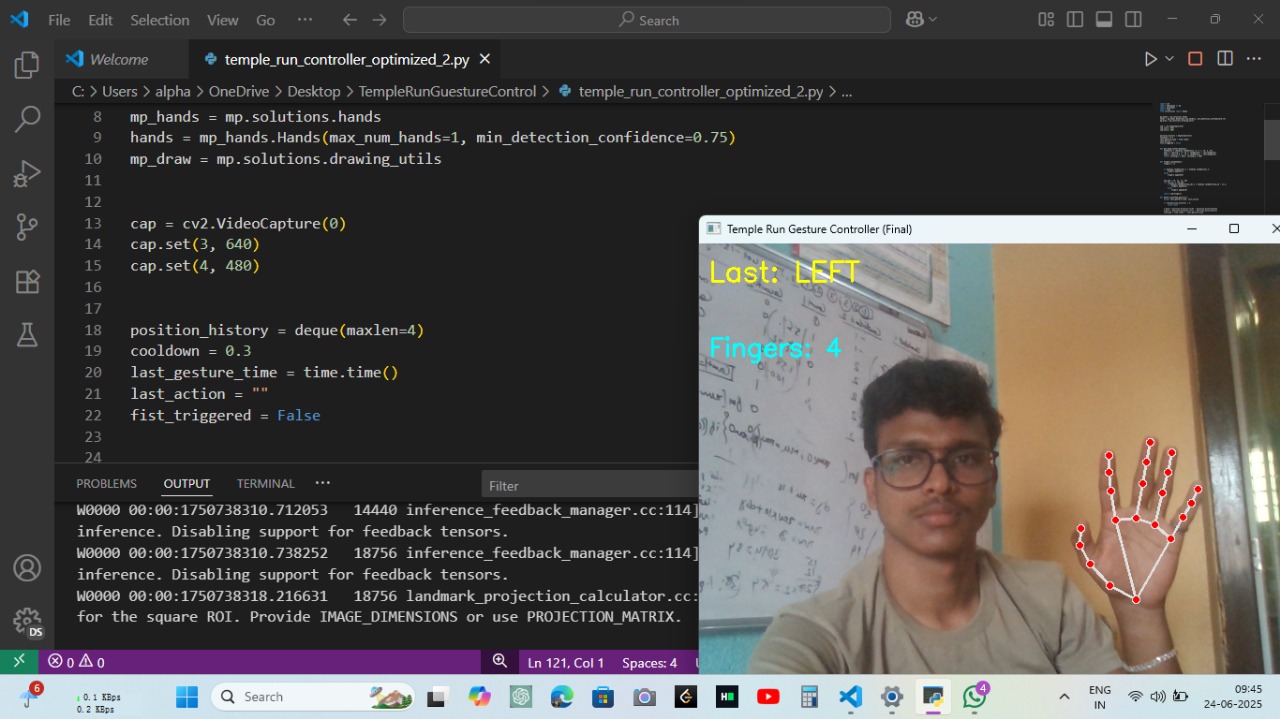 File Edit Selection View Go ··· Search
Welcome temple_run_controller_optimized_2.py
C: > Users > alpha > OneDrive > Desktop > TempleRunGuestureControl > temple_run_controller_optimized_2.py > ...
8 mp_hands = mp.solutions.hands
9 hands = mp_hands.Hands(max_num_hands=1, min_detection_confidence=0.75)
10 mp_draw = mp.solutions.drawing_utils
11
12
13 cap = cv2.VideoCapture(0)
14 cap.set(3, 640)
15 cap.set(4, 480)
16
17
18 position_history = deque(maxlen=4)
19 cooldown = 0.3
20 last_gesture_time = time.time()
21 last_action = ""
22 fist_triggered = False
23
24
Temple Run Gesture Controller (Final)
Last: LEFT
Fingers: 4
PROBLEMS OUTPUT TERMINAL ··· Filter
W0000 00:00:1750738310.712053 14440 inference_feedback_manager.cc:114]
inference. Disabling support for feedback tensors.
W0000 00:00:1750738310.738252 18756 inference_feedback_manager.cc:114]
inference. Disabling support for feedback tensors.
W0000 00:00:1750738318.216631 18756 landmark_projection_calculator.cc:
for the square ROI. Provide IMAGE_DIMENSIONS or use PROJECTION_MATRIX.
DS
0 0 Ln 121, Col 1 Spaces: 4
6 0.1 KBps
0.2 KBps
Search
4
ENG
IN
09:45
24-06-2025